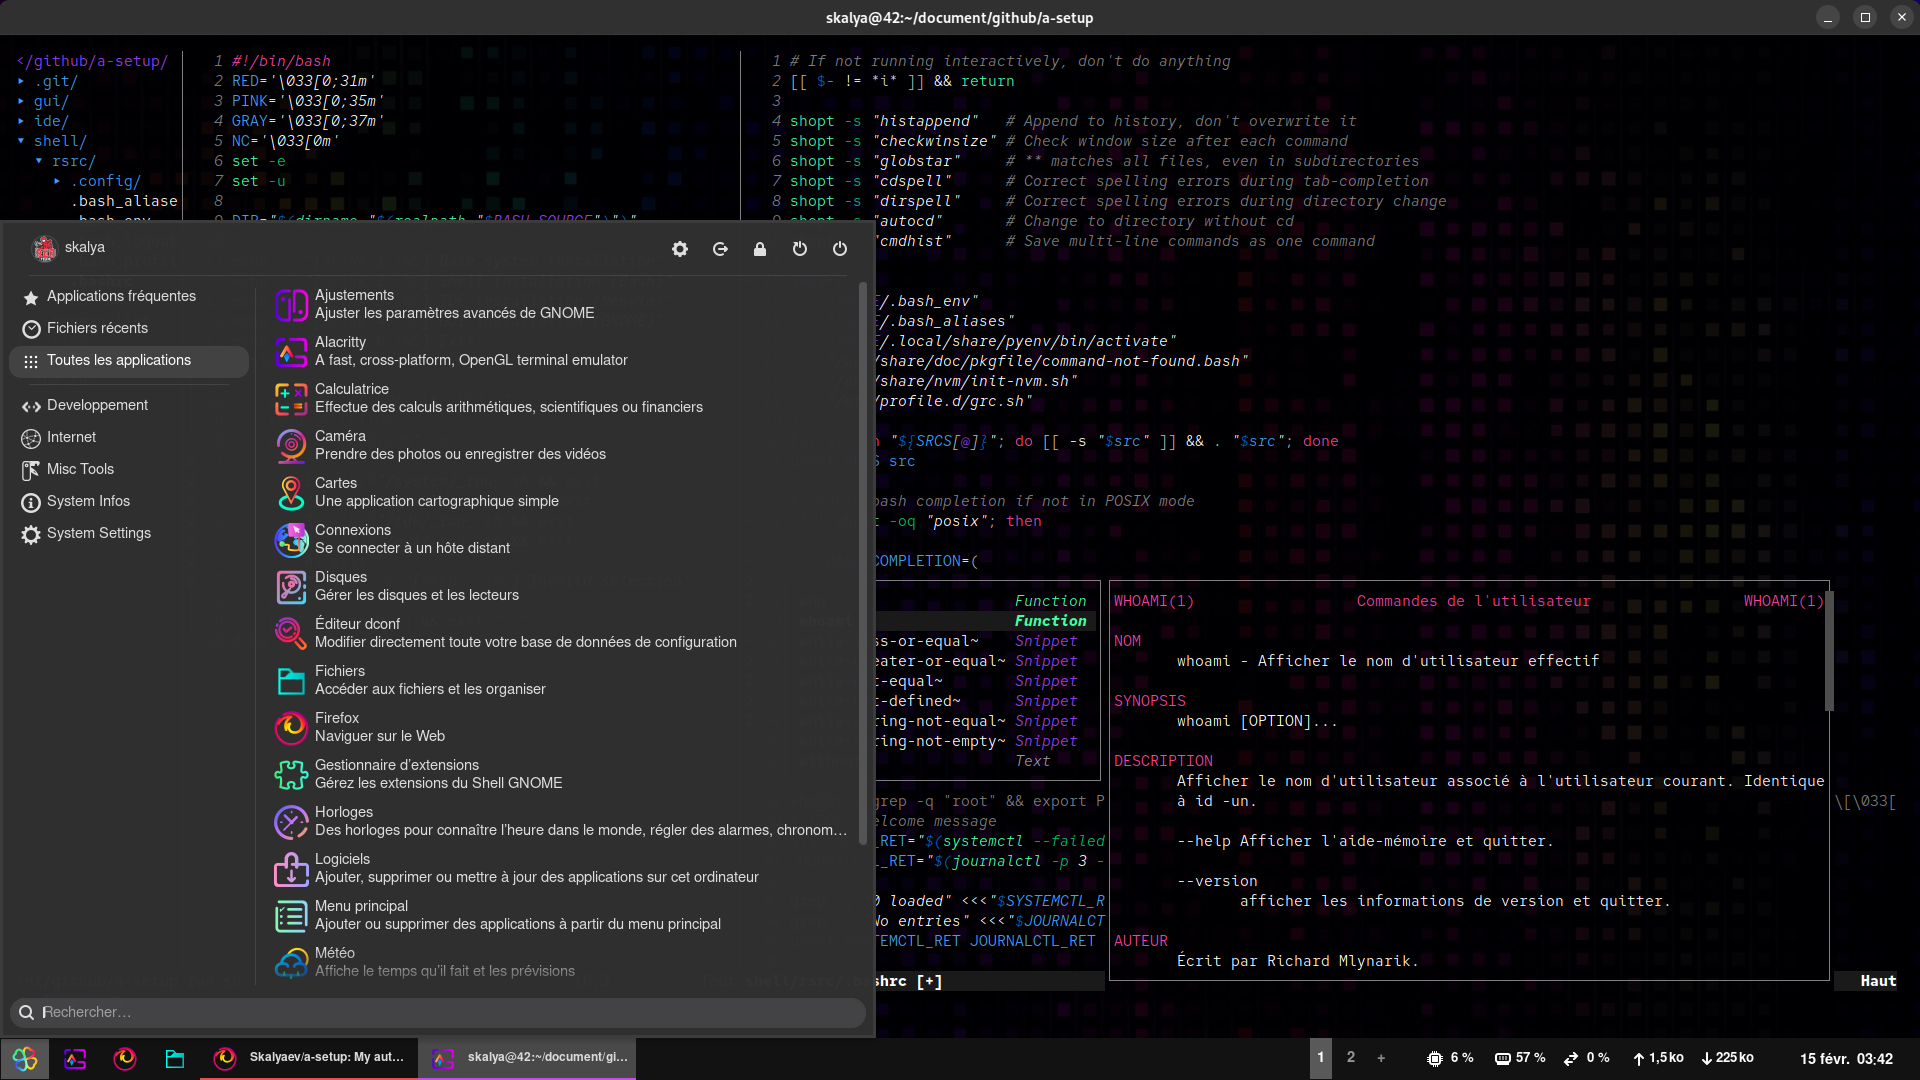 skalya@42:~/document/github/a-setup
</github/a-setup/
▸ .git/
▸ gui/
▸ ide/
▾ shell/
▾ rsrc/
▸ .config/
.bash_aliase
1 #!/bin/bash
2 RED='\033[0;31m'
3 PINK='\033[0;35m'
4 GRAY='\033[0;37m'
5 NC='\033[0m'
6 set -e
7 set -u
8
9 DIR="$(dirname "$(realpath "$BASH_SOURCE")")"
1 # If not running interactively, don't do anything
2 [[ $- != *i* ]] && return
3
4 shopt -s "histappend" # Append to history, don't overwrite it
5 shopt -s "checkwinsize" # Check window size after each command
6 shopt -s "globstar" # ** matches all files, even in subdirectories
7 shopt -s "cdspell" # Correct spelling errors during tab-completion
8 shopt -s "dirspell" # Correct spelling errors during directory change
9 shopt -s "autocd" # Change to directory without cd
"cmdhist" # Save multi-line commands as one command
/.bash_env"
/.bash_aliases"
/.local/share/pyenv/bin/activate"
/share/doc/pkgfile/command-not-found.bash"
/share/nvm/init-nvm.sh"
/profile.d/grc.sh"
"${SRCS[@]}"; do [[ -s "$src" ]] && . "$src"; done
src
bash completion if not in POSIX mode
-oq "posix"; then
COMPLETION=(
Function
Function
ss-or-equal~ Snippet
eater-or-equal~ Snippet
t-equal~ Snippet
t-defined~ Snippet
ring-not-equal~ Snippet
ring-not-empty~ Snippet
Text
grep -q "root" && export P
\[\033[
elcome message
_RET="$(systemctl --failed
L_RET="$(journalctl -p 3 -
0 loaded" <<<"$SYSTEMCTL_R
No entries" <<<"$JOURNALCT
TEMCTL_RET JOURNALCTL_RET
shrc [+]
Haut
WHOAMI(1) Commandes de l'utilisateur WHOAMI(1)
NOM
whoami - Afficher le nom d'utilisateur effectif
SYNOPSIS
whoami [OPTION]...
DESCRIPTION
Afficher le nom d'utilisateur associé à l'utilisateur courant. Identique
à id -un.
--help Afficher l'aide-mémoire et quitter.
--version
afficher les informations de version et quitter.
AUTEUR
Écrit par Richard Mlynarik.
skalya
Applications fréquentes
Fichiers récents
Toutes les applications
Developpement
Internet
Misc Tools
System Infos
System Settings
Ajustements
Ajuster les paramètres avancés de GNOME
Alacritty
A fast, cross-platform, OpenGL terminal emulator
Calculatrice
Effectue des calculs arithmétiques, scientifiques ou financiers
Caméra
Prendre des photos ou enregistrer des vidéos
Cartes
Une application cartographique simple
Connexions
Se connecter à un hôte distant
Disques
Gérer les disques et les lecteurs
Éditeur dconf
Modifier directement toute votre base de données de configuration
Fichiers
Accéder aux fichiers et les organiser
Firefox
Naviguer sur le Web
Gestionnaire d'extensions
Gérez les extensions du Shell GNOME
Horloges
Des horloges pour connaître l'heure dans le monde, régler des alarmes, chronom…
Logiciels
Ajouter, supprimer ou mettre à jour des applications sur cet ordinateur
Menu principal
Ajouter ou supprimer des applications à partir du menu principal
Météo
Affiche le temps qu'il fait et les prévisions
Rechercher…
Skalyaev/a-setup: My aut…
skalya@42:~/document/gi…
1 2 +
6 % 57 % 0 % 1,5ko 225ko
15 févr. 03:42